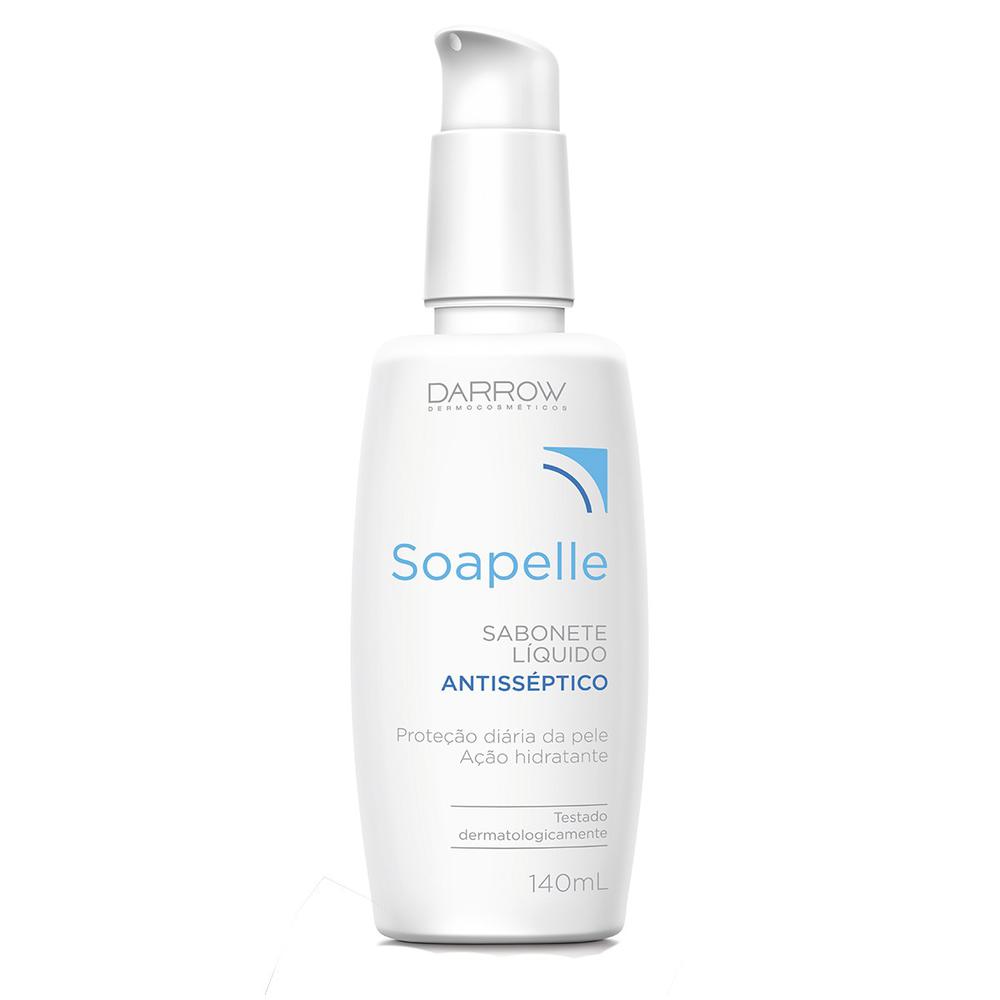 DARROW
DERMOCOSMÉTICOS
Soapelle
SABONETE
LÍQUIDO
ANTISSÉPTICO
Proteção diária da pele
Ação hidratante
Testado
dermatologicamente
140mL